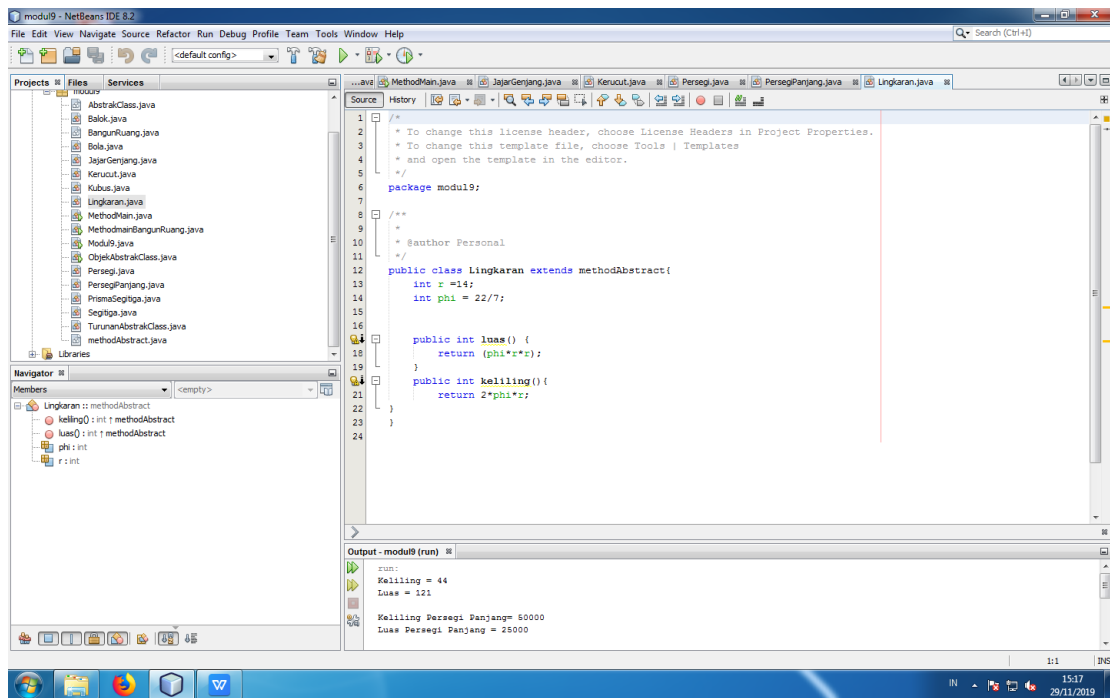 modul9 - NetBeans IDE 8.2
File Edit View Navigate Source Refactor Run Debug Profile Team Tools Window Help
Search (Ctrl+I)
<default config>
Projects Files Services
AbstrakClass.java
Balok.java
BangunRuang.java
Bola.java
JajarGenjang.java
Kerucut.java
Kubus.java
Lingkaran.java
MethodMain.java
MethodmainBangunRuang.java
Modul9.java
ObjekAbstrakClass.java
Persegi.java
PersegiPanjang.java
PrismaSegitiga.java
Segitiga.java
TurunanAbstrakClass.java
methodAbstract.java
Libraries
Navigator
Members <empty>
Lingkaran :: methodAbstract
keliling() : int ↑ methodAbstract
luas() : int ↑ methodAbstract
phi : int
r : int
...ava MethodMain.java JajarGenjang.java Kerucut.java Persegi.java PersegiPanjang.java Lingkaran.java
Source History
1 /*
2 * To change this license header, choose License Headers in Project Properties.
3 * To change this template file, choose Tools | Templates
4 * and open the template in the editor.
5 */
6 package modul9;
7
8 /**
9 *
10 * @author Personal
11 */
12 public class Lingkaran extends methodAbstract{
13 int r =14;
14 int phi = 22/7;
15
16
public int luas() {
18 return (phi*r*r);
19 }
public int keliling(){
21 return 2*phi*r;
22 }
23 }
24
Output - modul9 (run)
run:
Keliling = 44
Luas = 121
Keliling Persegi Panjang= 50000
Luas Persegi Panjang = 25000
1:1 INS
IN 15:17
29/11/2019